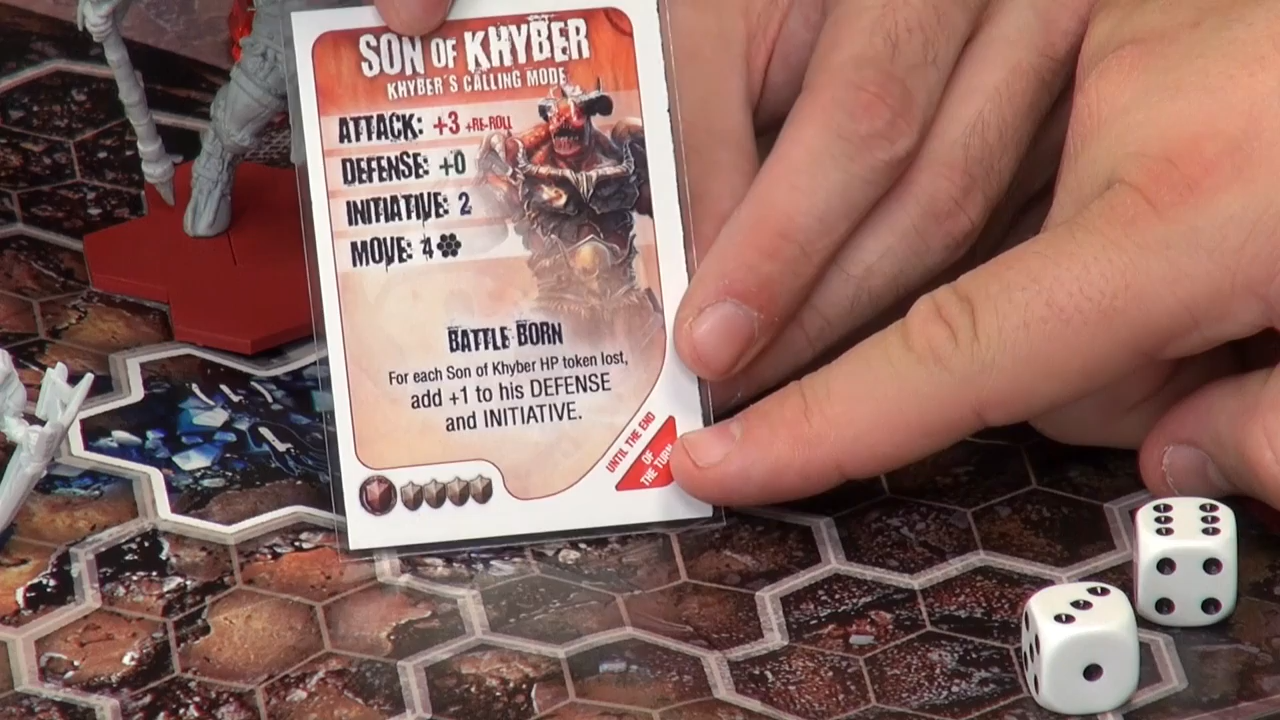 SON OF KHYBER
KHYBER'S CALLING MODE
ATTACK: +3 +RE-ROLL
DEFENSE: +0
INITIATIVE: 2
MOVE: 4
BATTLE BORN
For each Son of Khyber HP token lost,
add +1 to his DEFENSE
and INITIATIVE.
UNTIL THE END
OF
THE TURN